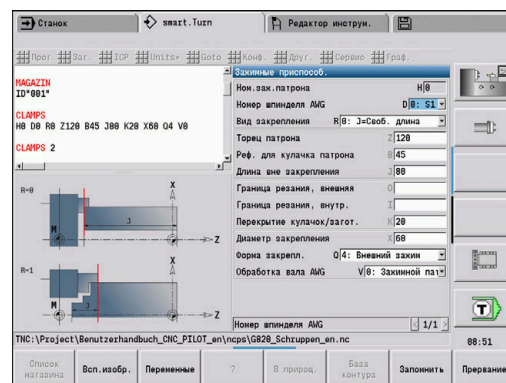 Станок
smart.Turn
Редактор инструм.
Прог Заг. ICP Units» Goto Конф. Друг. Сервис Граф.
MAGAZIN
ID"001"
CLAMPS
H0 D0 R0 Z120 B45 J80 K20 X60 Q4 V0
CLAMPS 2
Зажимные приспособ.
Ном.заж.патрона H 0
Номер шпинделя AWG D 0: S1
Вид закрепления R 0: J=Своб. длина
Торец патрона Z 120
Реф. для кулачка патрона B 45
Длина вне закрепления J 80
Граница резания, внешняя O
Граница резания, внутр. I
Перекрытие кулачок/загот. K 20
Диаметр закрепления X 60
Форма закрепл. Q 4: Внешний зажим
Обработка вала AWG V 0: Зажимной пат
Номер шпинделя AWG 1/1
R=0
X
J
M
Z
R=1
X
J
M
Z
T
TNC:\Project\Benutzerhandbuch_CNC_PILOT_en\ncps\G820_Schruppen_en.nc
08:51
Список магазина
Всп.изобр.
Переменные
?
В прирощ.
База контура
Запомнить
Прерывание